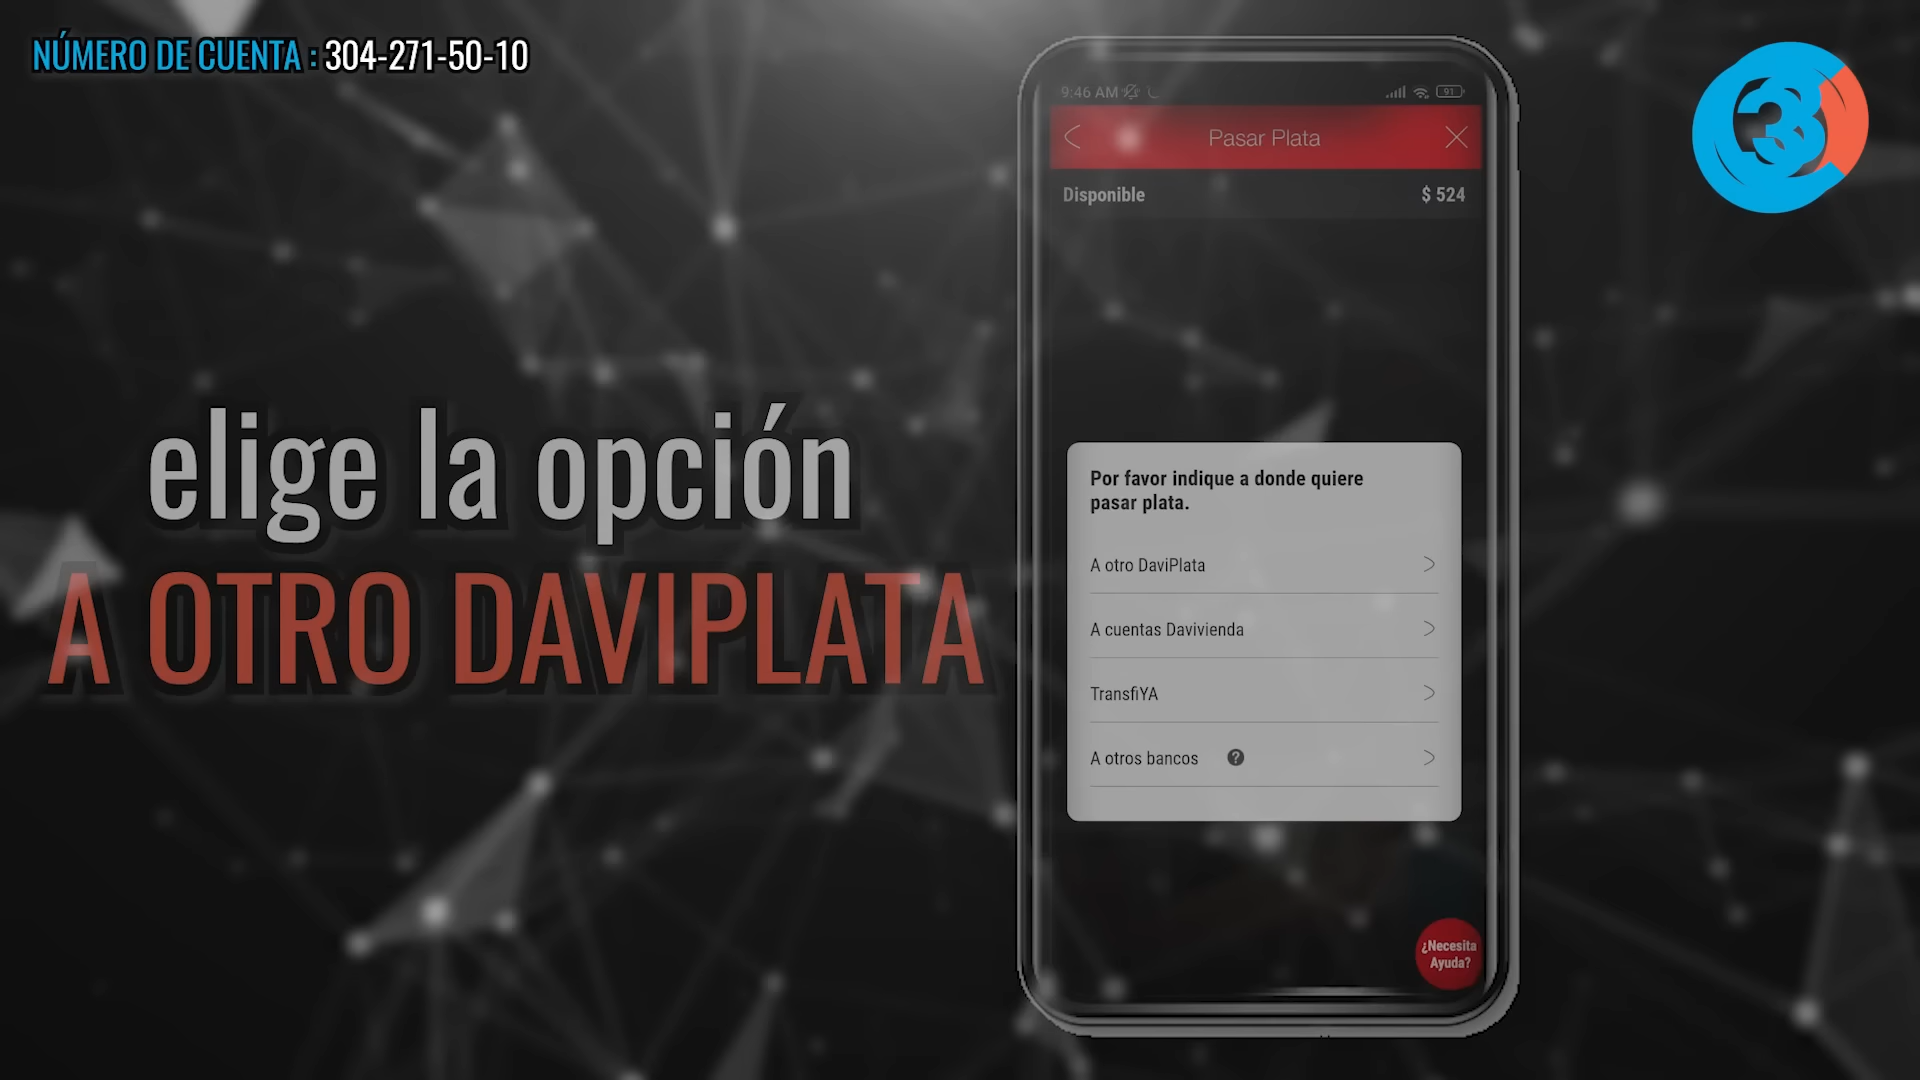 NÚMERO DE CUENTA : 304-271-50-10
elige la opción
A OTRO DAVIPLATA
9:46 AM
91
Pasar Plata
Disponible $ 524
Por favor indique a donde quiere
pasar plata.
A otro DaviPlata
A cuentas Davivienda
TransfiYA
A otros bancos ?
¿Necesita
Ayuda?